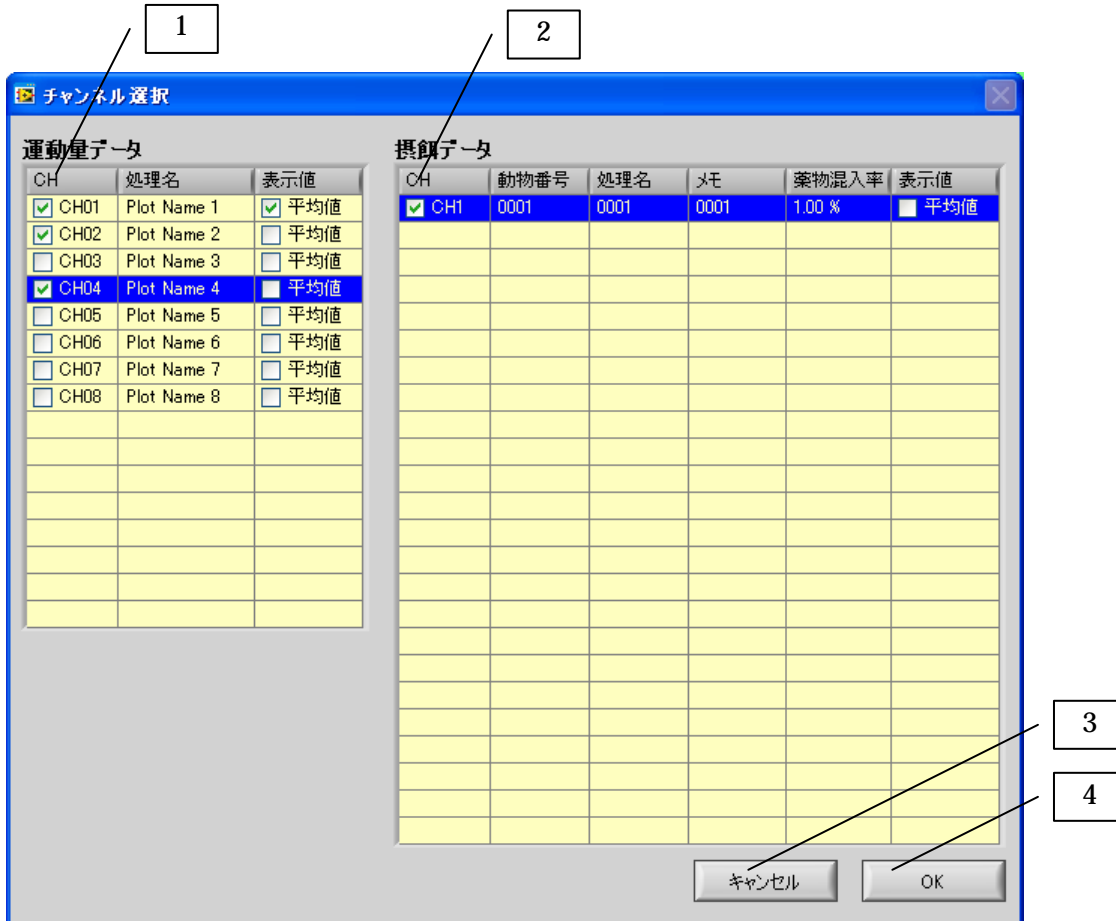 1
2
チャンネル選択
運動量データ
CH 処理名 表示値
CH01 Plot Name 1 平均値
CH02 Plot Name 2 平均値
CH03 Plot Name 3 平均値
CH04 Plot Name 4 平均値
CH05 Plot Name 5 平均値
CH06 Plot Name 6 平均値
CH07 Plot Name 7 平均値
CH08 Plot Name 8 平均値
摂餌データ
CH 動物番号 処理名 メモ 薬物混入率 表示値
CH1 0001 0001 0001 1.00 % 平均値
3
4
キャンセル
OK